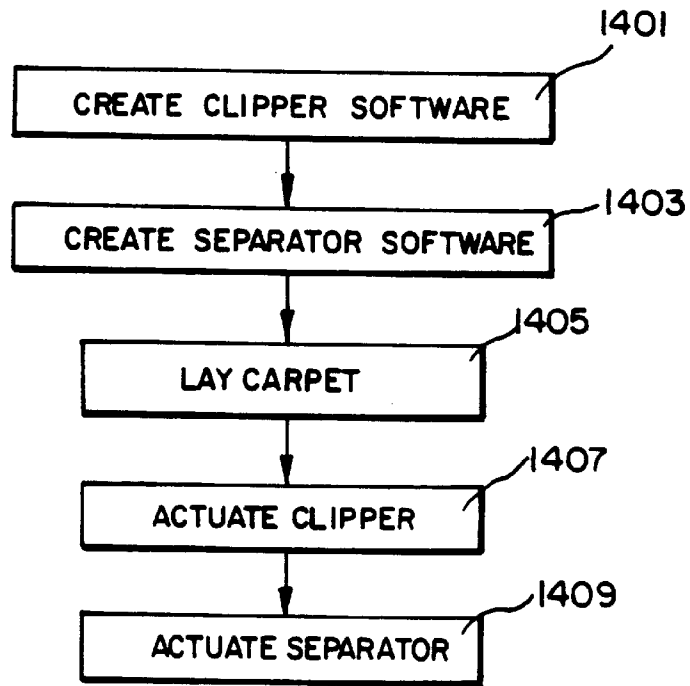 1401
CREATE CLIPPER SOFTWARE
1403
CREATE SEPARATOR SOFTWARE
1405
LAY CARPET
1407
ACTUATE CLIPPER
1409
ACTUATE SEPARATOR